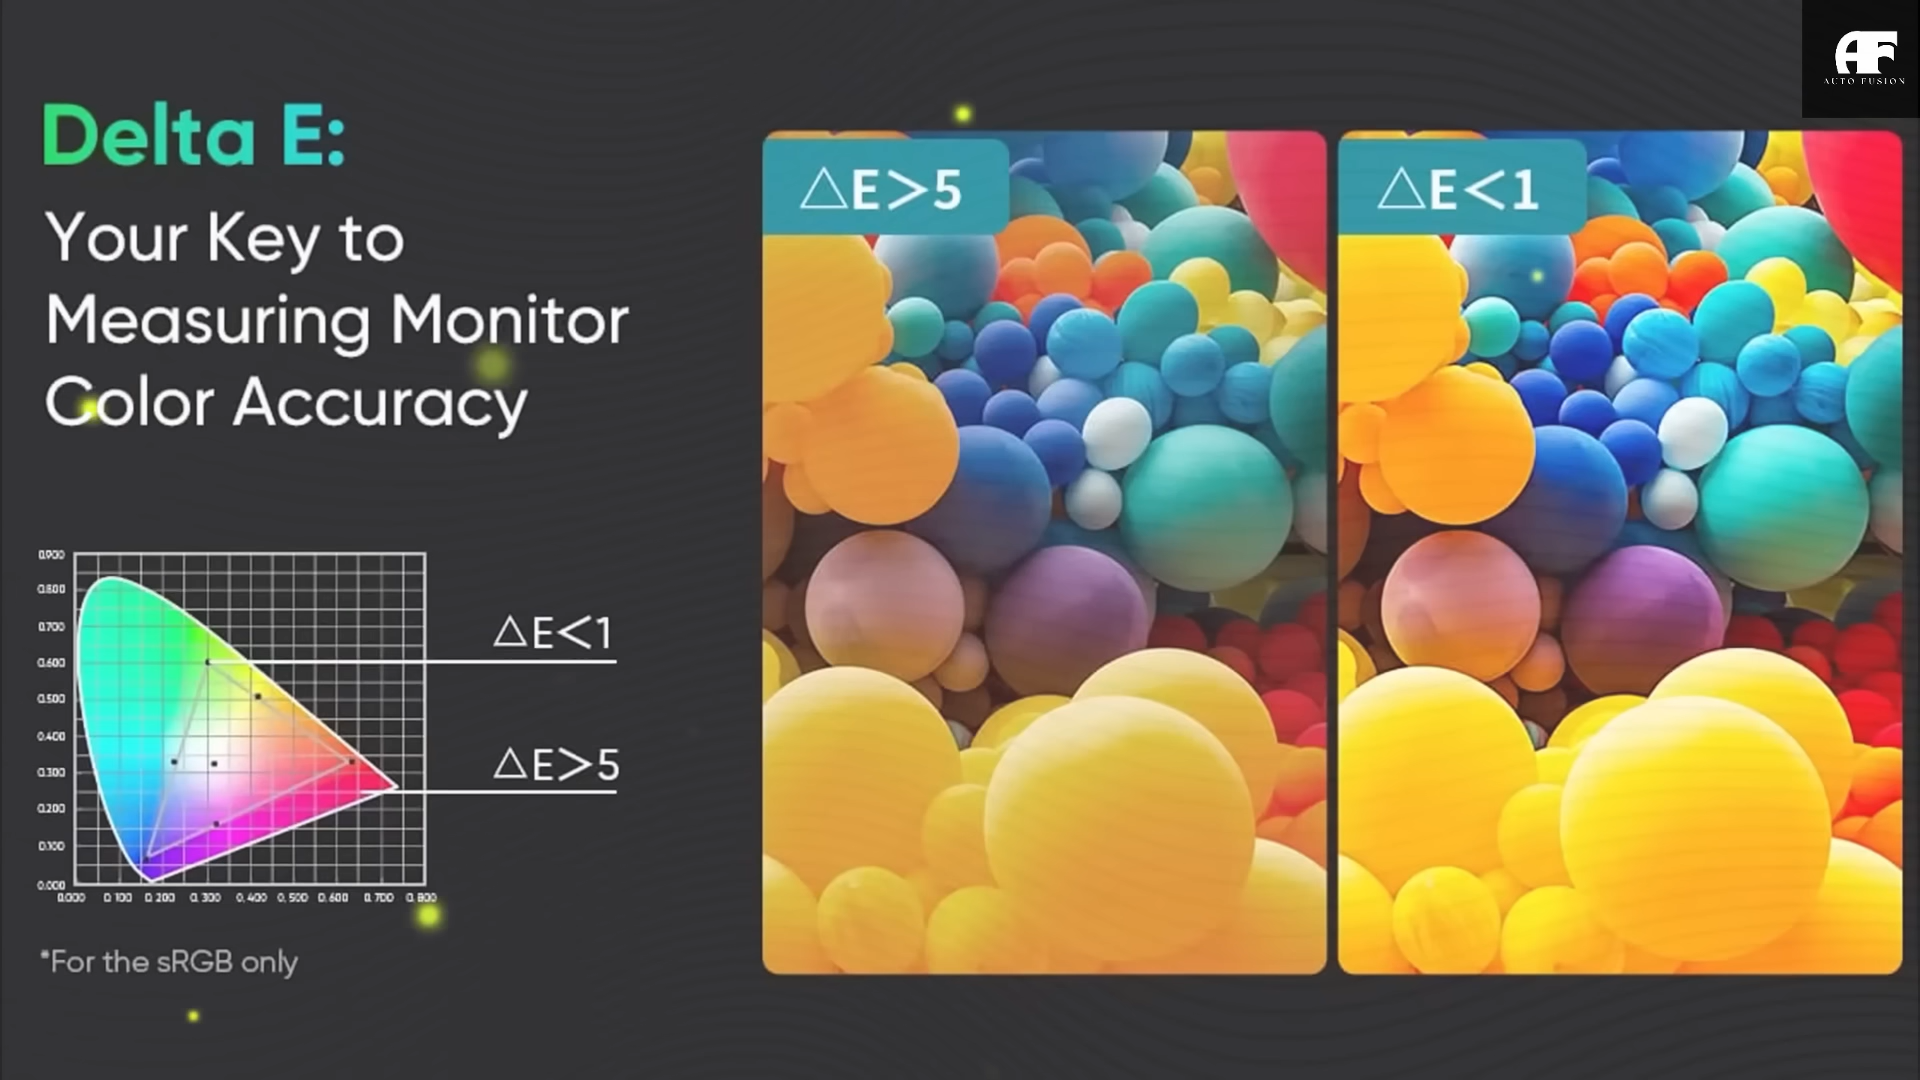 AF
AUTO FUSION
Delta E:
Your Key to
Measuring Monitor
Color Accuracy
△E>5
△E<1
0.900
0.800
0.700
0.600
0.500
0.400
0.300
0.200
0.100
0.000
0.000 0.100 0.200 0.300 0.400 0.500 0.600 0.700 0.800
△E<1
△E>5
*For the sRGB only